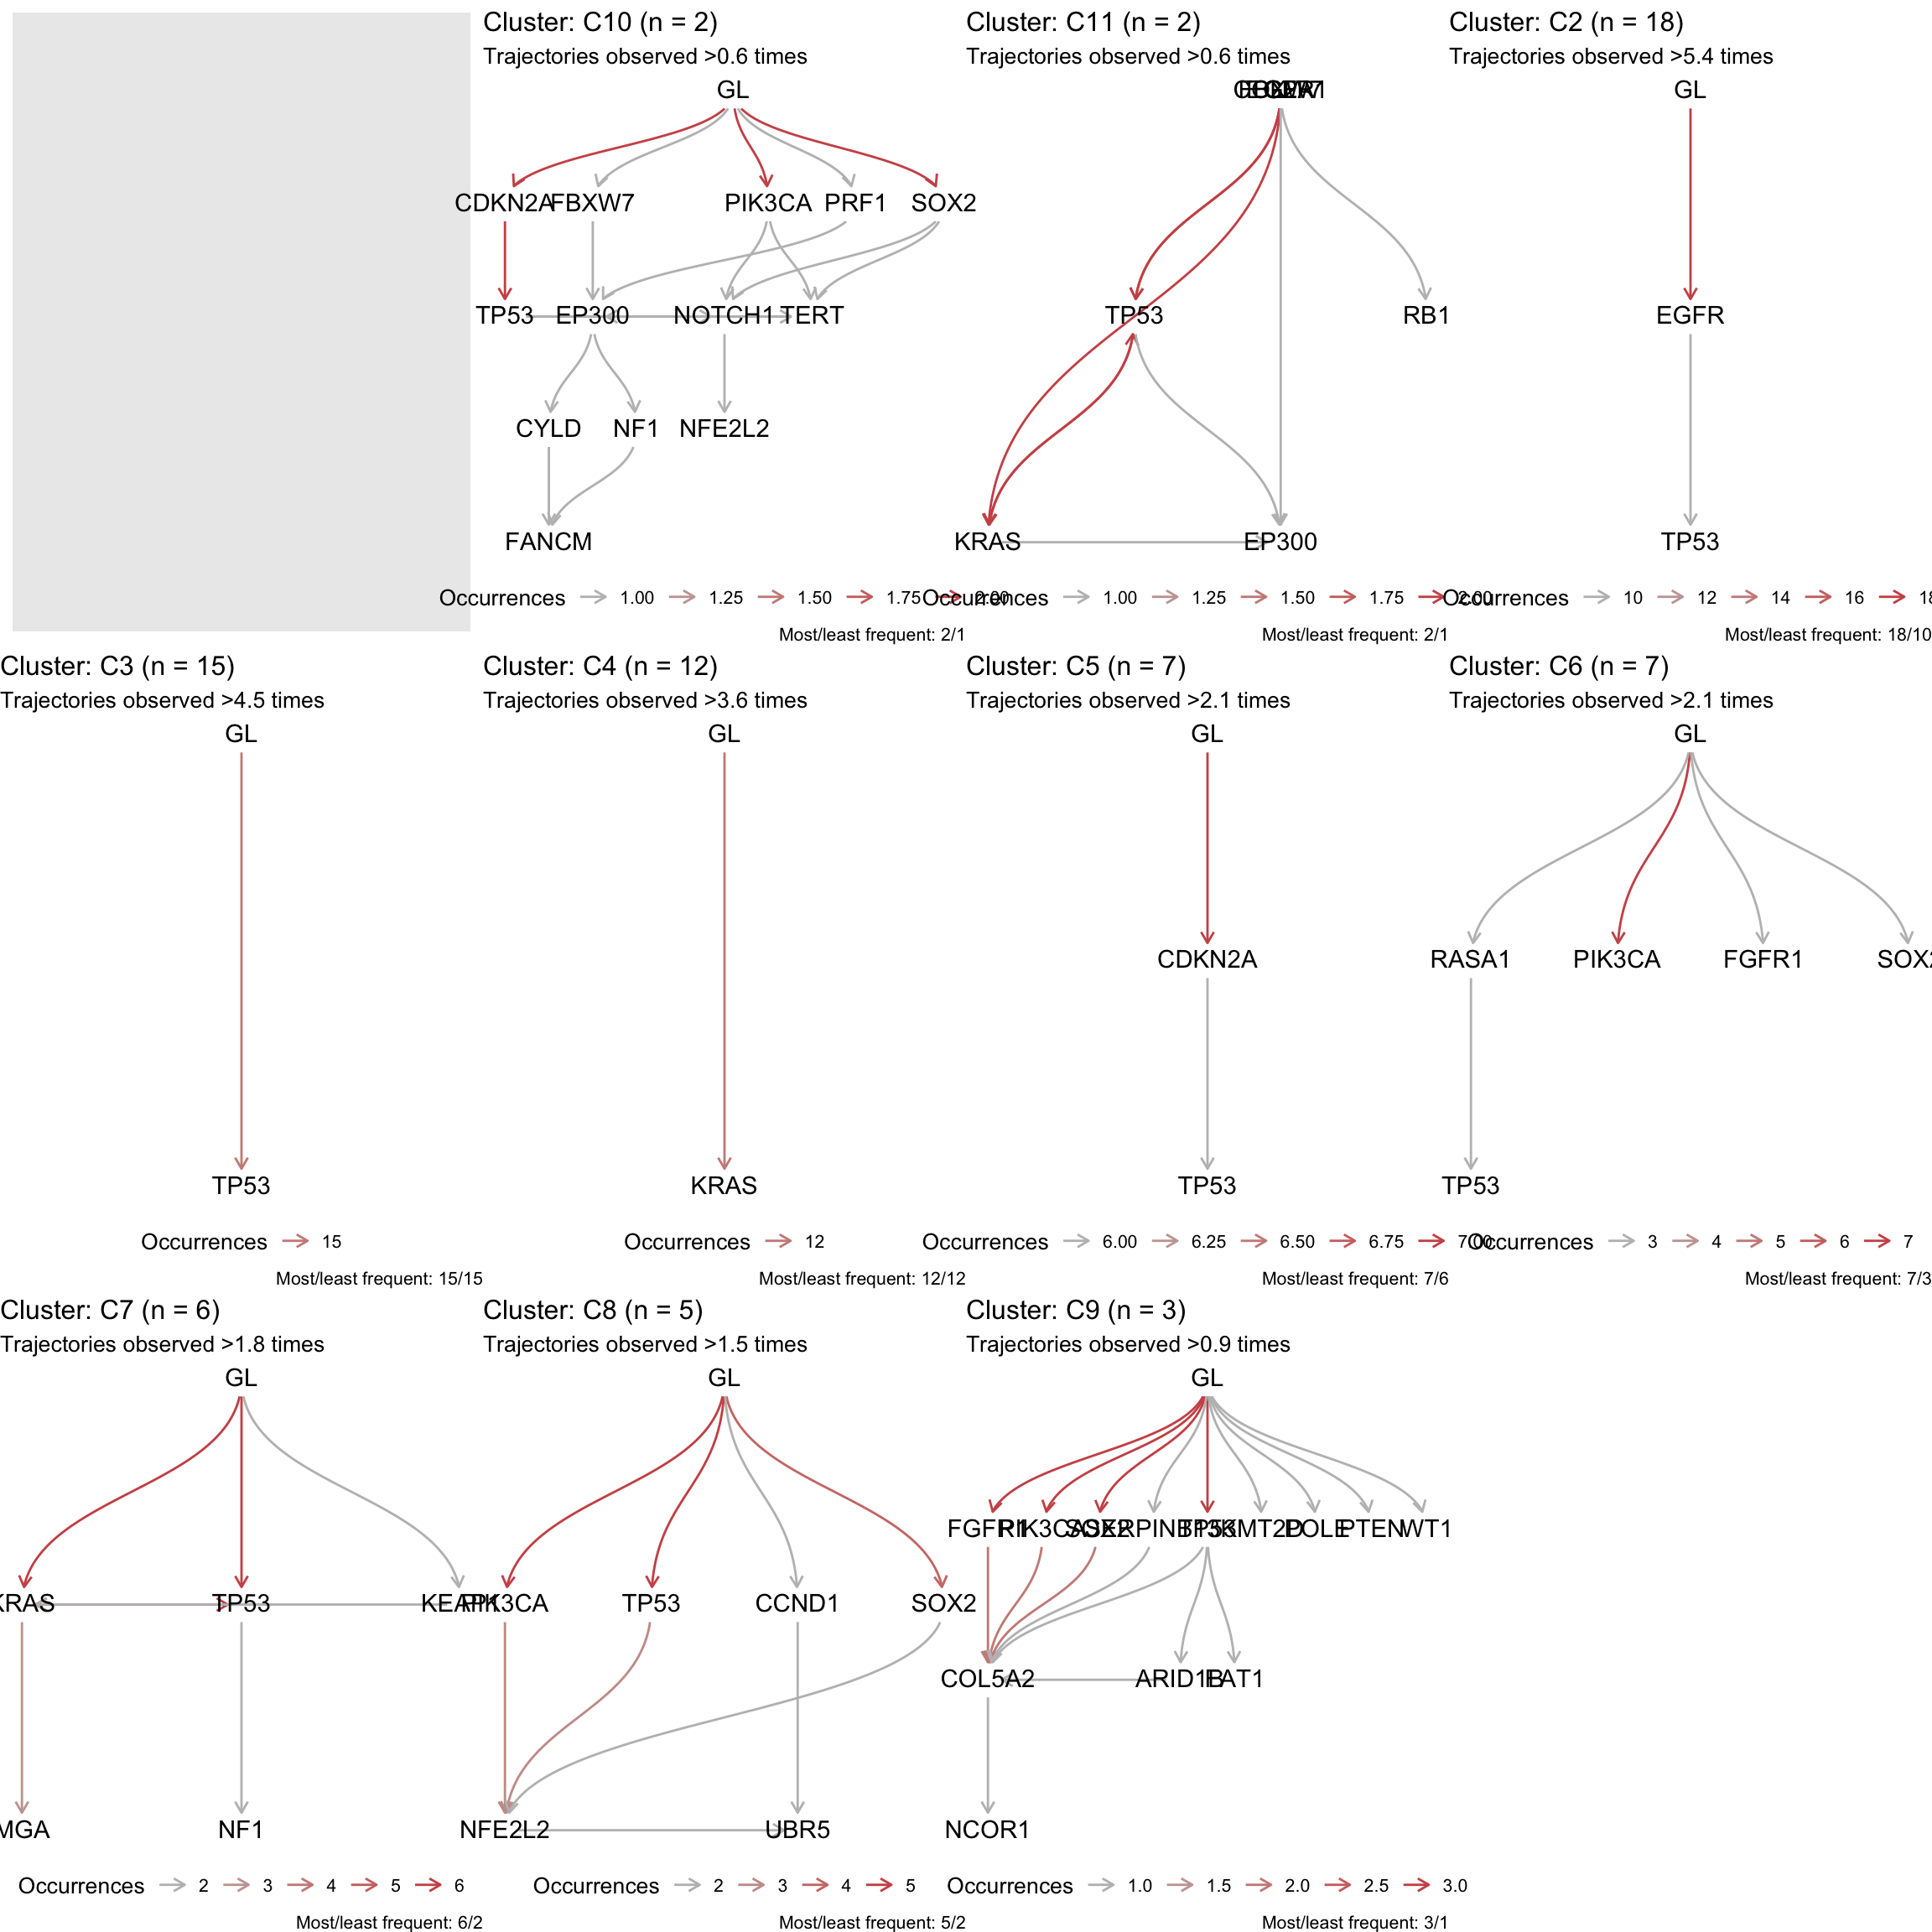 Cluster: C10 (n = 2)
Trajectories observed >0.6 times
GL
CDKN2A FBXW7 PIK3CA PRF1 SOX2
TP53 EP300 NOTCH1 TERT
CYLD NF1 NFE2L2
FANCM
Occurrences 1.00 1.25 1.50 1.75 2.00
Most/least frequent: 2/1
Cluster: C11 (n = 2)
Trajectories observed >0.6 times
TP53 RB1
KRAS EP300
Occurrences 1.00 1.25 1.50 1.75 2.00
Most/least frequent: 2/1
Cluster: C2 (n = 18)
Trajectories observed >5.4 times
GL
EGFR
TP53
Occurrences 10 12 14 16 18
Most/least frequent: 18/10
Cluster: C3 (n = 15)
Trajectories observed >4.5 times
GL
TP53
Occurrences 15
Most/least frequent: 15/15
Cluster: C4 (n = 12)
Trajectories observed >3.6 times
GL
KRAS
Occurrences 12
Most/least frequent: 12/12
Cluster: C5 (n = 7)
Trajectories observed >2.1 times
GL
CDKN2A
TP53
Occurrences 6.00 6.25 6.50 6.75 7.00
Most/least frequent: 7/6
Cluster: C6 (n = 7)
Trajectories observed >2.1 times
GL
RASA1 PIK3CA FGFR1 SOX2
TP53
Occurrences 3 4 5 6 7
Most/least frequent: 7/3
Cluster: C7 (n = 6)
Trajectories observed >1.8 times
GL
KRAS TP53 KEAP1
MGA NF1
Occurrences 2 3 4 5 6
Most/least frequent: 6/2
Cluster: C8 (n = 5)
Trajectories observed >1.5 times
GL
PIK3CA TP53 CCND1 SOX2
NFE2L2 UBR5
Occurrences 2 3 4 5
Most/least frequent: 5/2
Cluster: C9 (n = 3)
Trajectories observed >0.9 times
GL
FGFR1 PIK3CA SOX2 TP53 KMT2D POLE PTEN WT1
COL5A2 ARID1B FAT1
NCOR1
Occurrences 1.0 1.5 2.0 2.5 3.0
Most/least frequent: 3/1